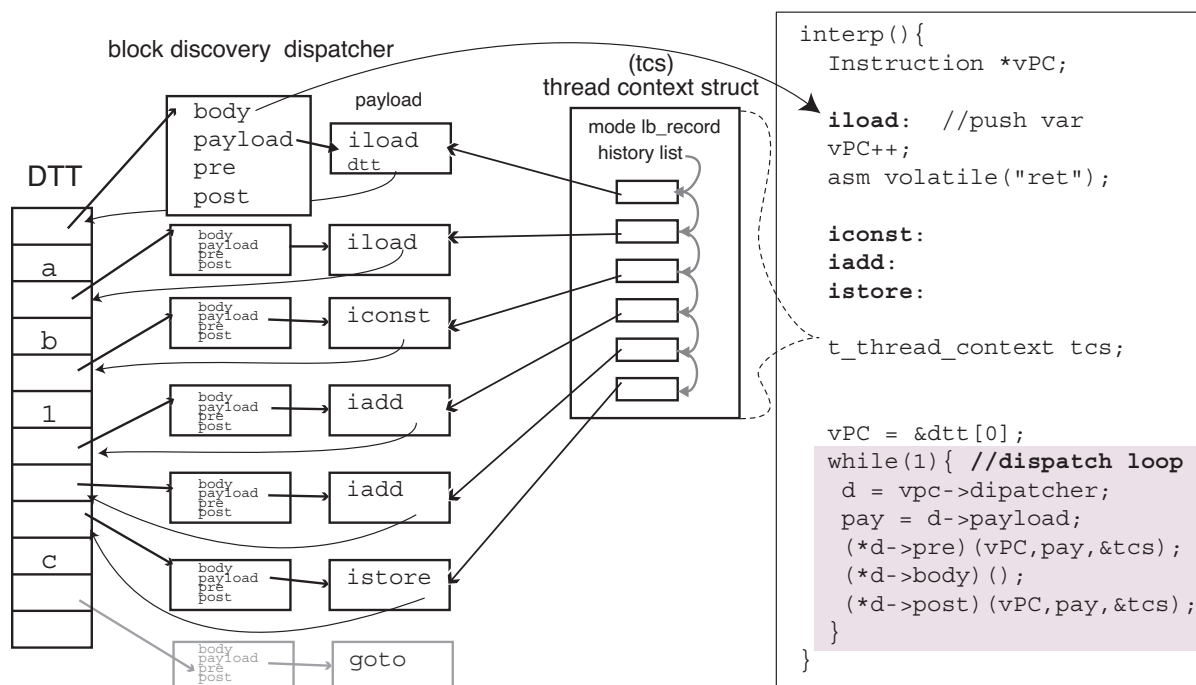 block discovery dispatcher
DTT
a
b
1
c
body
payload
pre
post
payload
iload
dtt
body
payload
pre
post
iload
body
payload
pre
post
iconst
body
payload
pre
post
iadd
body
payload
pre
post
iadd
body
payload
pre
post
istore
body
payload
pre
post
goto
(tcs)
thread context struct
mode lb_record
history list
interp(){
Instruction *vPC;
iload: //push var
vPC++;
asm volatile("ret");
iconst:
iadd:
istore:
t_thread_context tcs;
vPC = &dtt[0];
while(1){ //dispatch loop
d = vpc->dipatcher;
pay = d->payload;
(*d->pre)(vPC,pay,&tcs);
(*d->body)();
(*d->post)(vPC,pay,&tcs);
}
}